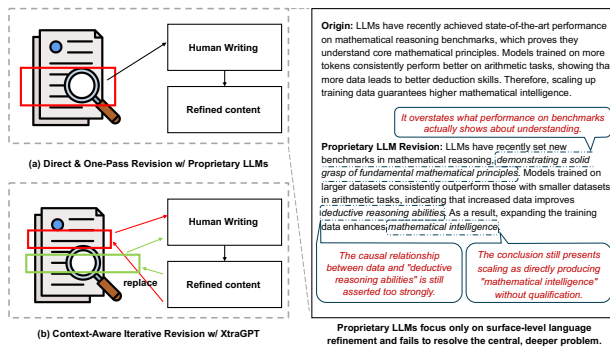 Human Writing
Refined content
(a) Direct & One-Pass Revision w/ Proprietary LLMs
Human Writing
replace
Refined content
(b) Context-Aware Iterative Revision w/ XtraGPT
Origin: LLMs have recently achieved state-of-the-art performance
on mathematical reasoning benchmarks, which proves they
understand core mathematical principles. Models trained on
more tokens consistently perform better on arithmetic tasks, showing that
more data leads to better deduction skills. Therefore, scaling up
training data guarantees higher mathematical intelligence.
It overstates what performance on benchmarks
actually shows about understanding.
Proprietary LLM Revision: LLMs have recently set new
benchmarks in mathematical reasoning, demonstrating a solid
grasp of fundamental mathematical principles. Models trained on
larger datasets consistently outperform those with smaller datasets
in arithmetic tasks, indicating that increased data improves
deductive reasoning abilities. As a result, expanding the training
data enhances mathematical intelligence.
The causal relationship
between data and "deductive
reasoning abilities" is still
asserted too strongly.
The conclusion still presents
scaling as directly producing
"mathematical intelligence"
without qualification.
Proprietary LLMs focus only on surface-level language
refinement and fails to resolve the central, deeper problem.